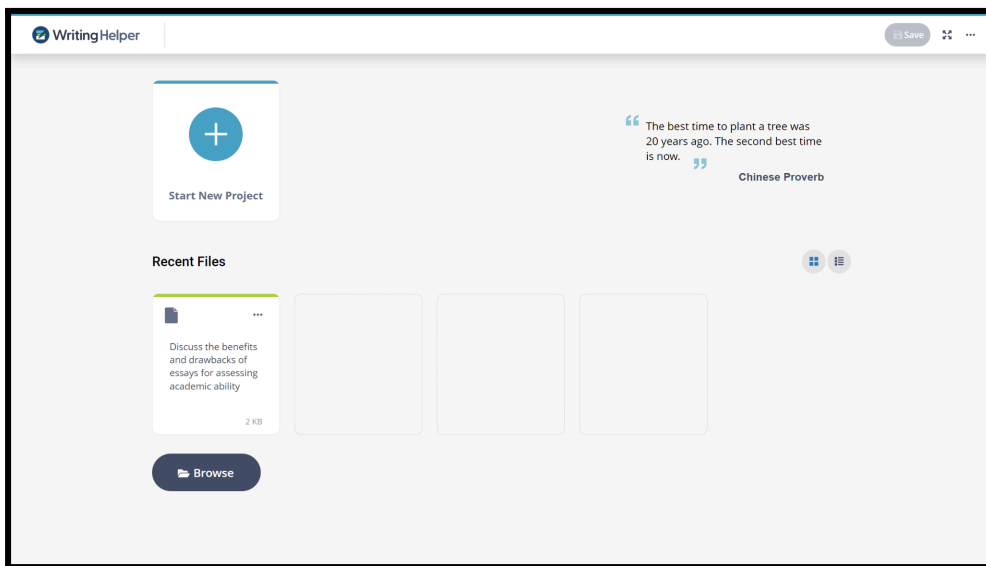 WritingHelper
Save
The best time to plant a tree was
20 years ago. The second best time
is now.
Chinese Proverb
Start New Project
Recent Files
Discuss the benefits
and drawbacks of
essays for assessing
academic ability
2 KB
Browse